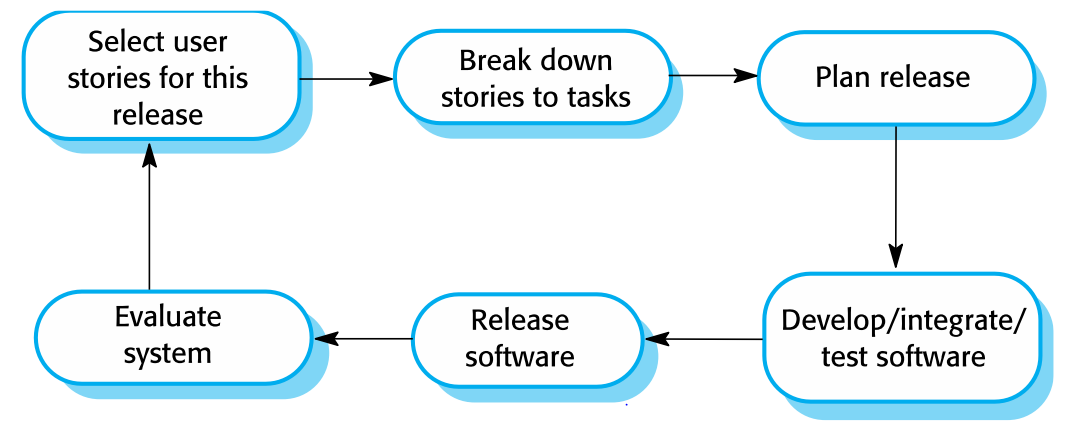 Select user
stories for this
release
Break down
stories to tasks
Plan release
Evaluate
system
Release
software
Develop/integrate/
test software